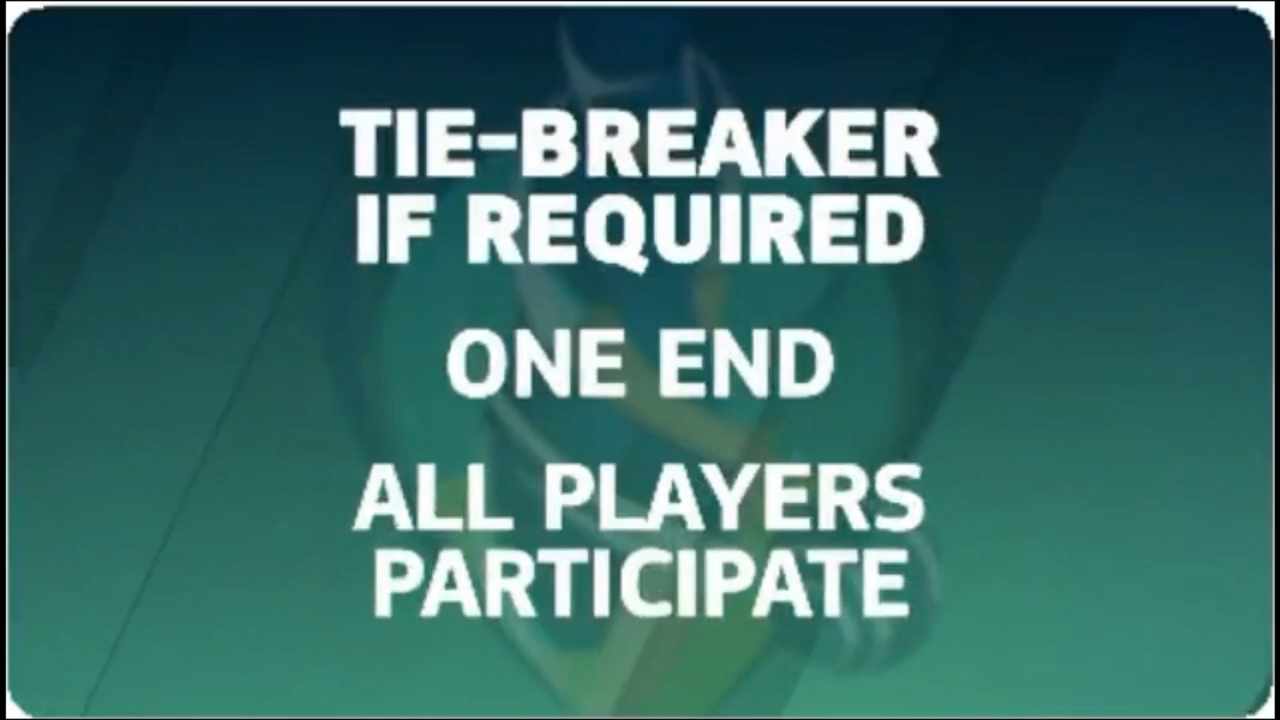 TIE-BREAKER
IF REQUIRED
ONE END
ALL PLAYERS
PARTICIPATE